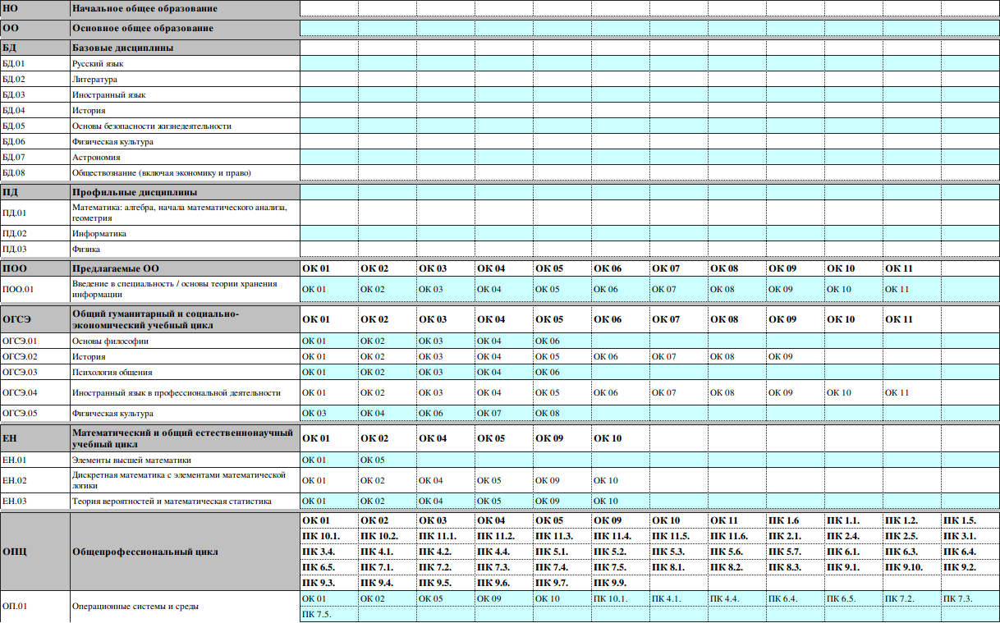 НО Начальное общее образование
ОО Основное общее образование
БД Базовые дисциплины
БД.01 Русский язык
БД.02 Литература
БД.03 Иностранный язык
БД.04 История
БД.05 Основы безопасности жизнедеятельности
БД.06 Физическая культура
БД.07 Астрономия
БД.08 Обществознание (включая экономику и право)
ПД Профильные дисциплины
ПД.01 Математика: алгебра, начала математического анализа,
геометрия
ПД.02 Информатика
ПД.03 Физика
ПОО Предлагаемые ОО ОК 01 ОК 02 ОК 03 ОК 04 ОК 05 ОК 06 ОК 07 ОК 08 ОК 09 ОК 10 ОК 11
ПОО.01 Введение в специальность / основы теории хранения
информации ОК 01 ОК 02 ОК 03 ОК 04 ОК 05 ОК 06 ОК 07 ОК 08 ОК 09 ОК 10 ОК 11
ОГСЭ Общий гуманитарный и социально-
экономический учебный цикл ОК 01 ОК 02 ОК 03 ОК 04 ОК 05 ОК 06 ОК 07 ОК 08 ОК 09 ОК 10 ОК 11
ОГСЭ.01 Основы философии ОК 01 ОК 02 ОК 03 ОК 04 ОК 06
ОГСЭ.02 История ОК 01 ОК 02 ОК 03 ОК 04 ОК 05 ОК 06 ОК 07 ОК 08 ОК 09
ОГСЭ.03 Психология общения ОК 01 ОК 02 ОК 03 ОК 04 ОК 06
ОГСЭ.04 Иностранный язык в профессиональной деятельности ОК 01 ОК 02 ОК 03 ОК 04 ОК 05 ОК 06 ОК 07 ОК 08 ОК 09 ОК 10 ОК 11
ОГСЭ.05 Физическая культура ОК 03 ОК 04 ОК 06 ОК 07 ОК 08
ЕН Математический и общий естественнонаучный
учебный цикл ОК 01 ОК 02 ОК 04 ОК 05 ОК 09 ОК 10
ЕН.01 Элементы высшей математики ОК 01 ОК 05
ЕН.02 Дискретная математика с элементами математической
логики ОК 01 ОК 02 ОК 04 ОК 05 ОК 09 ОК 10
ЕН.03 Теория вероятностей и математическая статистика ОК 01 ОК 02 ОК 04 ОК 05 ОК 09 ОК 10
ОПЦ Общепрофессиональный цикл
ОК 01 ОК 02 ОК 03 ОК 04 ОК 05 ОК 09 ОК 10 ОК 11 ПК 1.6 ПК 1.1. ПК 1.2. ПК 1.5.
ПК 10.1. ПК 10.2. ПК 11.1. ПК 11.2. ПК 11.3. ПК 11.4. ПК 11.5. ПК 11.6. ПК 2.1. ПК 2.4. ПК 2.5. ПК 3.1.
ПК 3.4. ПК 4.1. ПК 4.2. ПК 4.4. ПК 5.1. ПК 5.2. ПК 5.3. ПК 5.6. ПК 5.7. ПК 6.1. ПК 6.3. ПК 6.4.
ПК 6.5. ПК 7.1. ПК 7.2. ПК 7.3. ПК 7.4. ПК 7.5. ПК 8.1. ПК 8.2. ПК 8.3. ПК 9.1. ПК 9.10. ПК 9.2.
ПК 9.3. ПК 9.4. ПК 9.5. ПК 9.6. ПК 9.7. ПК 9.9.
ОП.01 Операционные системы и среды
ОК 01 ОК 02 ОК 05 ОК 09 ОК 10 ПК 10.1. ПК 4.1. ПК 4.4. ПК 6.4. ПК 6.5. ПК 7.2. ПК 7.3.
ПК 7.5.